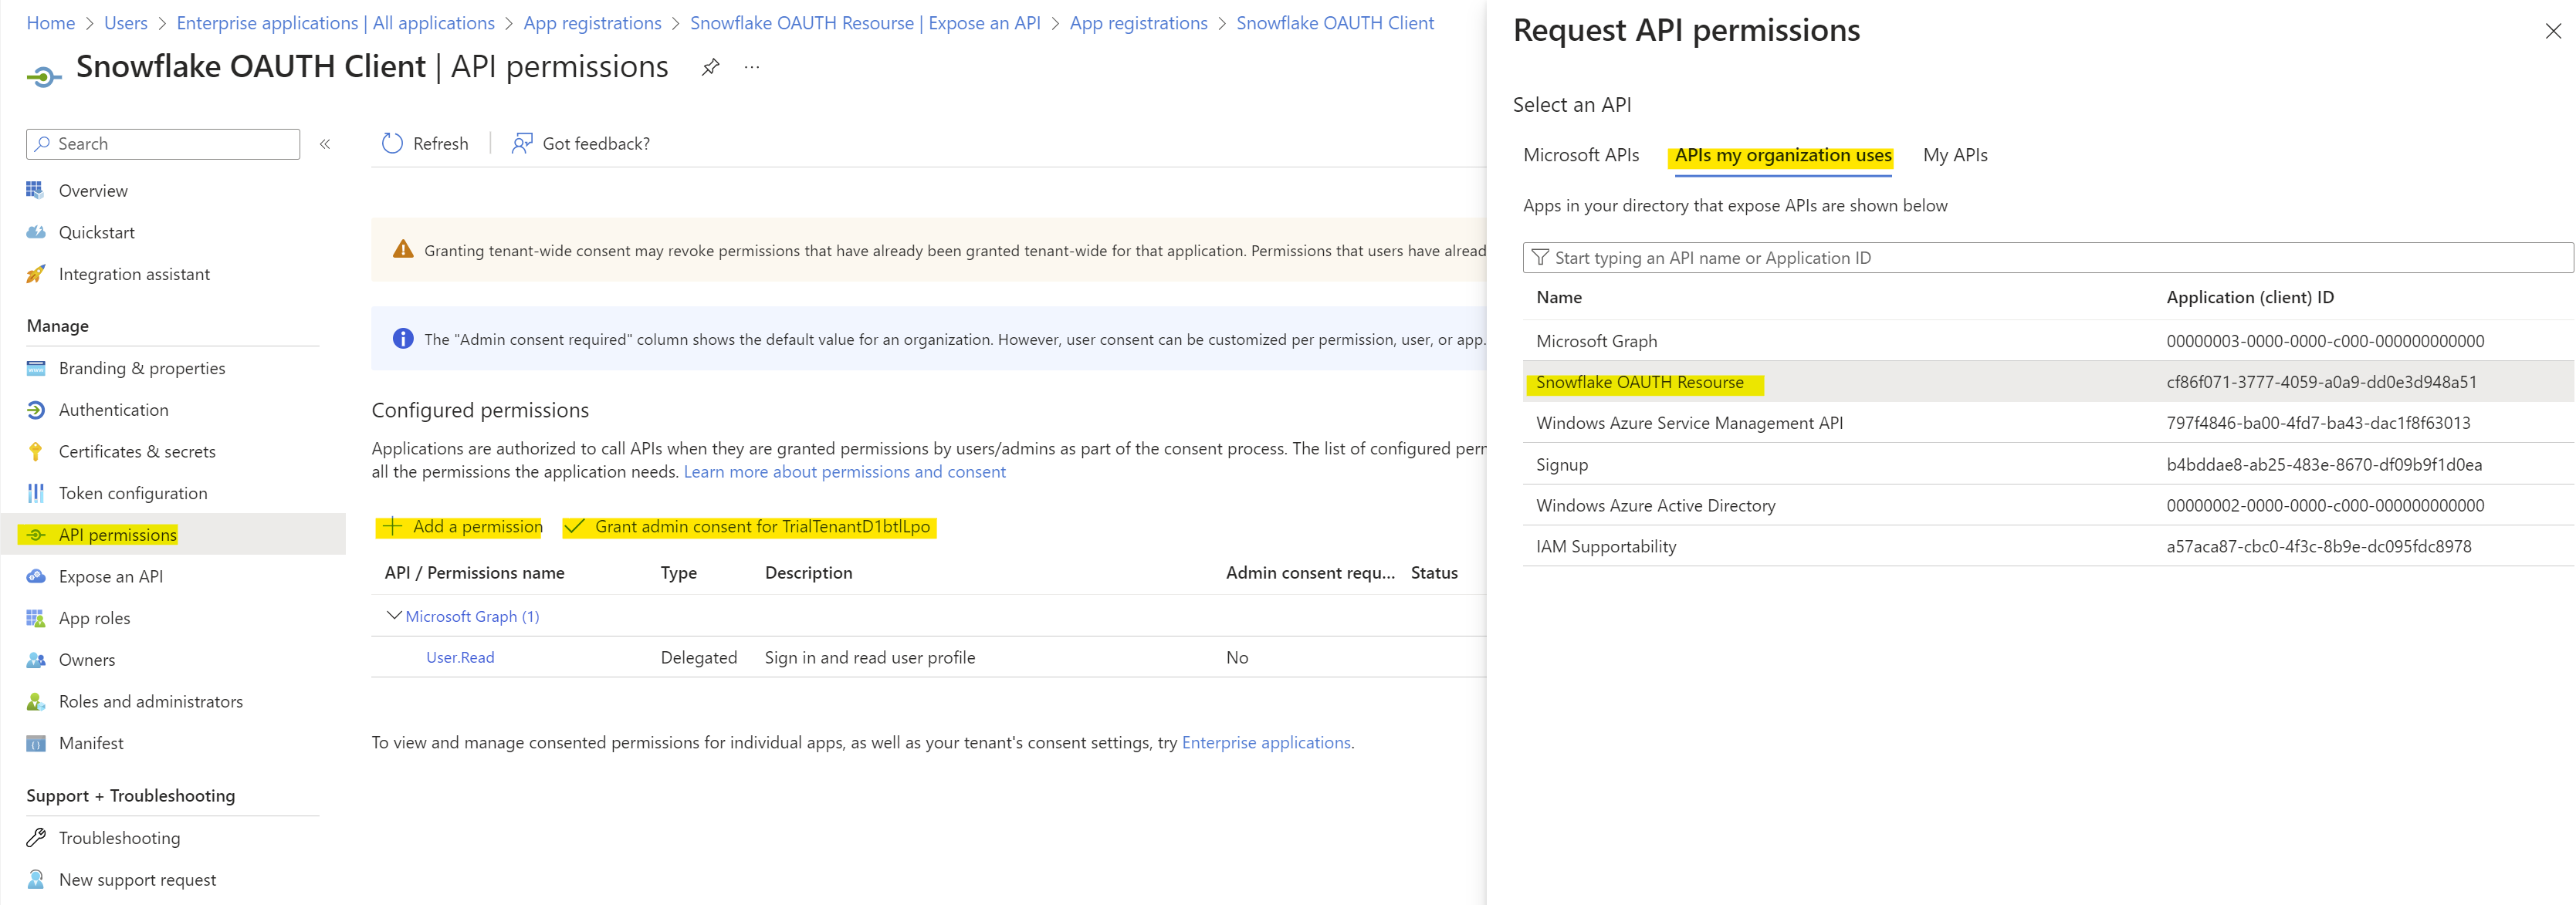 Home > Users > Enterprise applications | All applications > App registrations > Snowflake OAUTH Resourse | Expose an API > App registrations > Snowflake OAUTH Client
Snowflake OAUTH Client | API permissions ...
Search «
Overview
Quickstart
Integration assistant
Manage
Branding & properties
Authentication
Certificates & secrets
Token configuration
API permissions
Expose an API
App roles
Owners
Roles and administrators
Manifest
Support + Troubleshooting
Troubleshooting
New support request
Refresh | Got feedback?
Granting tenant-wide consent may revoke permissions that have already been granted tenant-wide for that application. Permissions that users have alread
The "Admin consent required" column shows the default value for an organization. However, user consent can be customized per permission, user, or app.
Configured permissions
Applications are authorized to call APIs when they are granted permissions by users/admins as part of the consent process. The list of configured perm
all the permissions the application needs. Learn more about permissions and consent
Add a permission Grant admin consent for TrialTenantD1btlLpo
API / Permissions name Type Description Admin consent requ... Status
Microsoft Graph (1)
User.Read Delegated Sign in and read user profile No
To view and manage consented permissions for individual apps, as well as your tenant's consent settings, try Enterprise applications.
Request API permissions
Select an API
Microsoft APIs APIs my organization uses My APIs
Apps in your directory that expose APIs are shown below
Start typing an API name or Application ID
Name Application (client) ID
Microsoft Graph 00000003-0000-0000-c000-000000000000
Snowflake OAUTH Resourse cf86f071-3777-4059-a0a9-dd0e3d948a51
Windows Azure Service Management API 797f4846-ba00-4fd7-ba43-dac1f8f63013
Signup b4bddae8-ab25-483e-8670-df09b9f1d0ea
Windows Azure Active Directory 00000002-0000-0000-c000-000000000000
IAM Supportability a57aca87-cbc0-4f3c-8b9e-dc095fdc8978